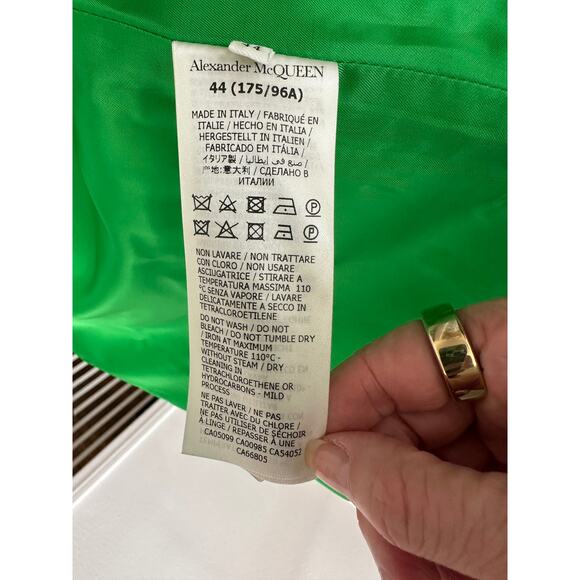 44
Alexander McQUEEN
44 (175/96A)
MADE IN ITALY / FABRIQUÉ EN
ITALIE / HECHO EN ITALIA /
HERGESTELLT IN ITALIEN /
FABRICADO EM ITÁLIA /
イタリア製 / صنع في إيطاليا /
产地:意大利 / СДЕЛАНО В
ИТАЛИИ
NON LAVARE / NON TRATTARE
CON CLORO / NON USARE
ASCIUGATRICE / STIRARE A
TEMPERATURA MASSIMA 110
°C SENZA VAPORE / LAVARE
DELICATAMENTE A SECCO IN
TETRACLOROETILENE
DO NOT WASH / DO NOT
BLEACH / DO NOT TUMBLE DRY
/ IRON AT MAXIMUM
TEMPERATURE 110°C -
WITHOUT STEAM / DRY
CLEANING IN
TETRACHLOROETHENE OR
HYDROCARBONS - MILD
PROCESS
NE PAS LAVER / NE PAS
TRAITER AVEC DU CHLORE /
NE PAS UTILISER DE SÉCHOIR
À LINGE / REPASSER À UNE
CA05099 CA00985 CA54052
CA66805